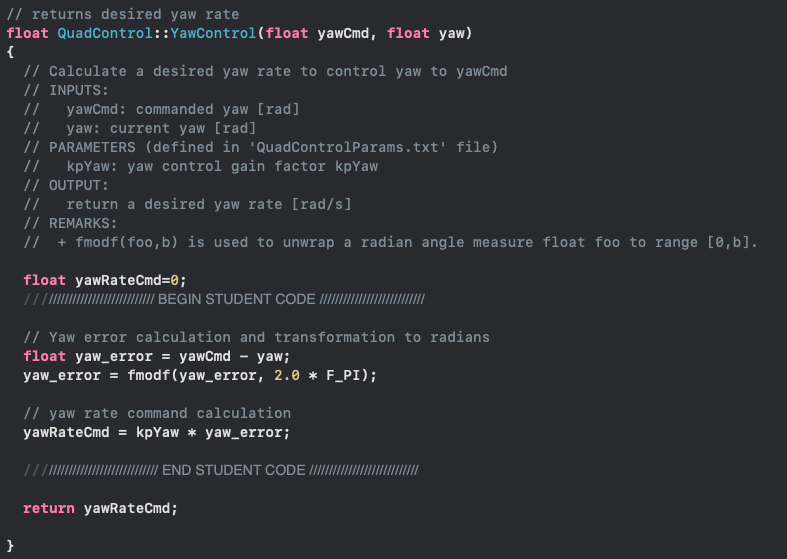 // returns desired yaw rate
float QuadControl::YawControl(float yawCmd, float yaw)
{
  // Calculate a desired yaw rate to control yaw to yawCmd
  // INPUTS:
  //   yawCmd: commanded yaw [rad]
  //   yaw: current yaw [rad]
  // PARAMETERS (defined in 'QuadControlParams.txt' file)
  //   kpYaw: yaw control gain factor kpYaw
  // OUTPUT:
  //   return a desired yaw rate [rad/s]
  // REMARKS:
  //  + fmodf(foo,b) is used to unwrap a radian angle measure float foo to range [0,b].
  float yawRateCmd=0;
  ////////////////////////////// BEGIN STUDENT CODE ///////////////////////////
  // Yaw error calculation and transformation to radians
  float yaw_error = yawCmd - yaw;
  yaw_error = fmodf(yaw_error, 2.0 * F_PI);
  // yaw rate command calculation
  yawRateCmd = kpYaw * yaw_error;
  /////////////////////////////// END STUDENT CODE ////////////////////////////
  return yawRateCmd;
}